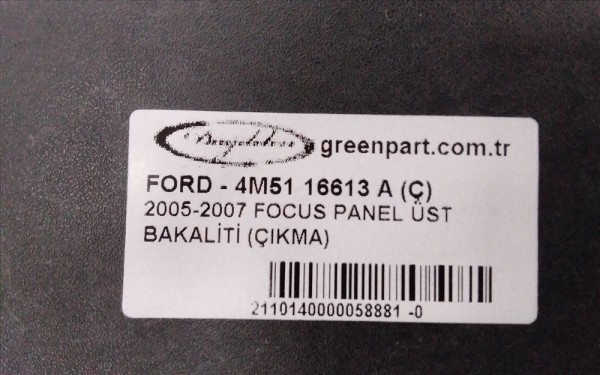 greenpart.com.tr
FORD - 4M51 16613 A (Ç)
2005-2007 FOCUS PANEL ÜST
BAKALİTİ (ÇIKMA)
2110140000058881 -0